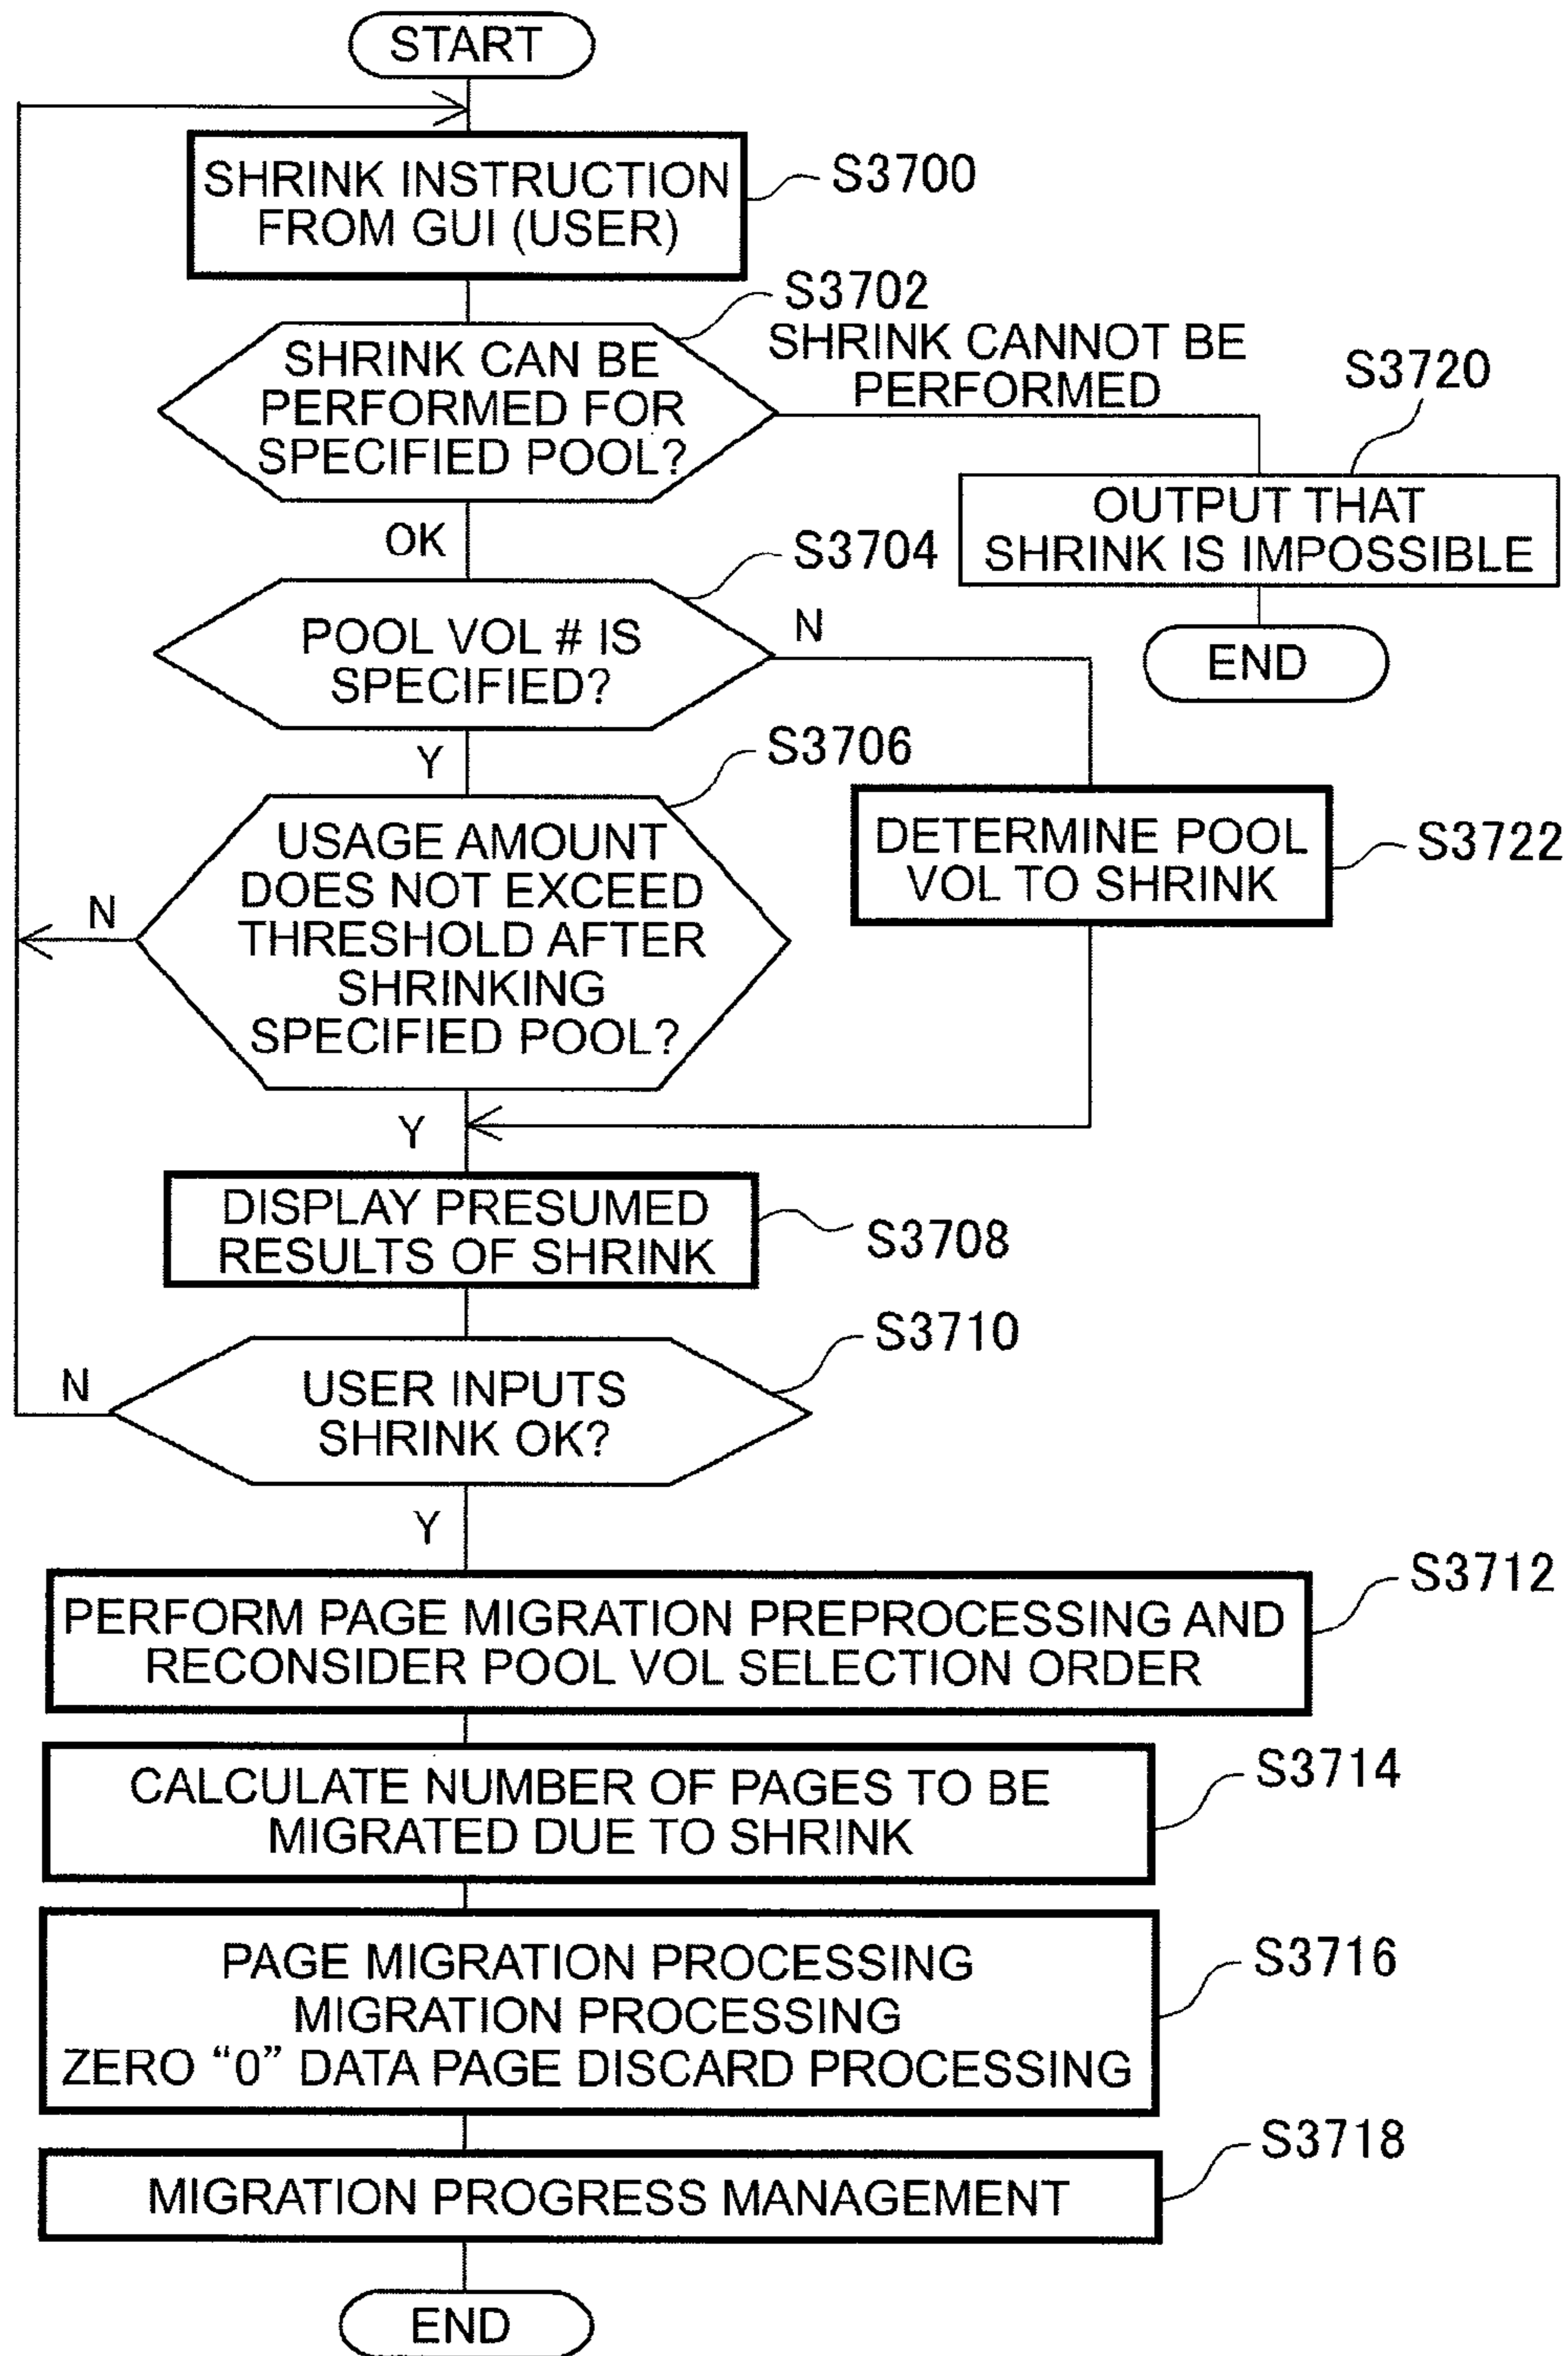 START
SHRINK INSTRUCTION
FROM GUI (USER)
S3700
S3702
SHRINK CAN BE
PERFORMED FOR
SPECIFIED POOL?
SHRINK CANNOT BE
PERFORMED
S3720
OUTPUT THAT
SHRINK IS IMPOSSIBLE
END
OK
S3704
POOL VOL # IS
SPECIFIED?
N
Y
S3706
USAGE AMOUNT
DOES NOT EXCEED
THRESHOLD AFTER
SHRINKING
SPECIFIED POOL?
N
DETERMINE POOL
VOL TO SHRINK
S3722
Y
DISPLAY PRESUMED
RESULTS OF SHRINK
S3708
S3710
USER INPUTS
SHRINK OK?
N
Y
S3712
PERFORM PAGE MIGRATION PREPROCESSING AND
RECONSIDER POOL VOL SELECTION ORDER
S3714
CALCULATE NUMBER OF PAGES TO BE
MIGRATED DUE TO SHRINK
S3716
PAGE MIGRATION PROCESSING
MIGRATION PROCESSING
ZERO “0” DATA PAGE DISCARD PROCESSING
S3718
MIGRATION PROGRESS MANAGEMENT
END